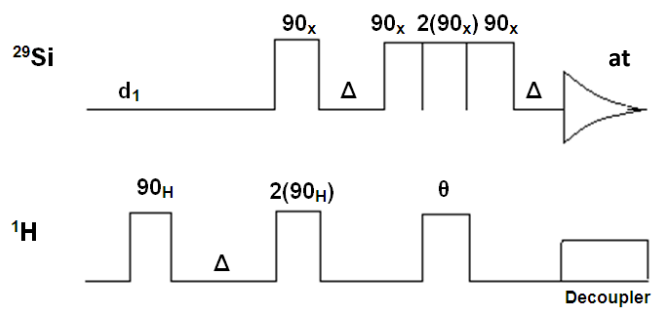 90x 90x 2(90x) 90x
29Si Δ Δ at
d1
90H 2(90H) θ
1H Δ
Decoupler